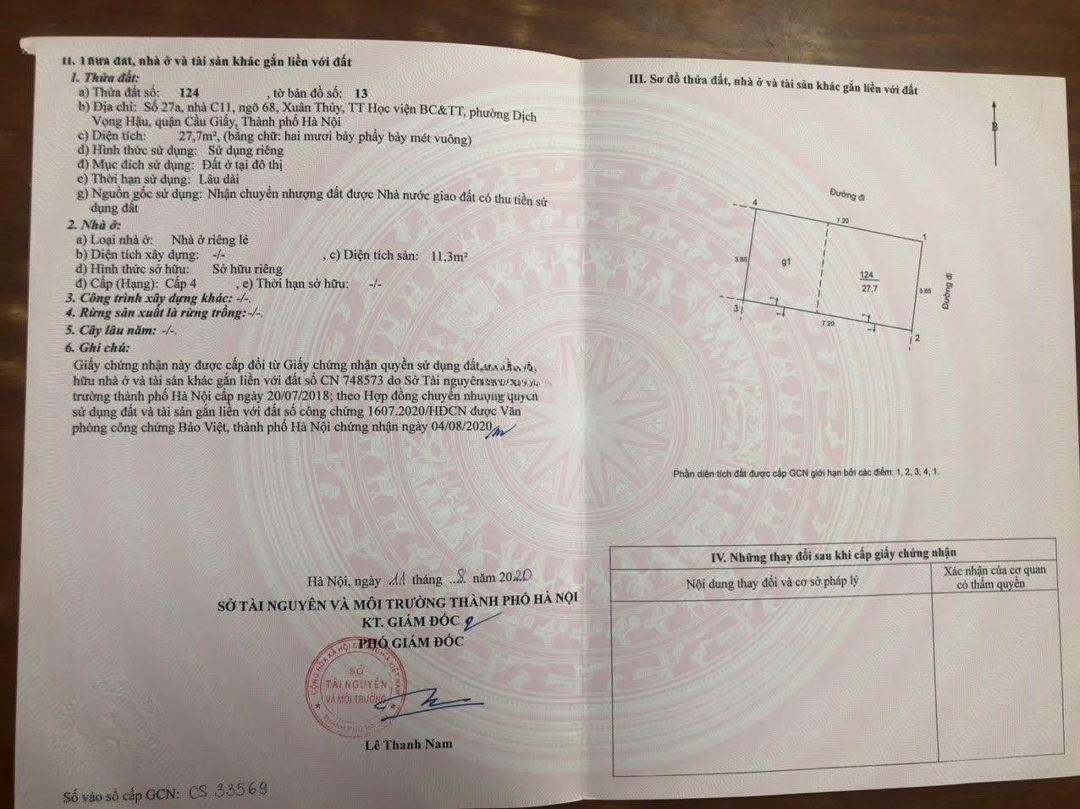 II. Thửa đất, nhà ở và tài sản khác gắn liền với đất
1. Thửa đất:
a) Thửa đất số: 124 , tờ bản đồ số: 13
b) Địa chỉ: Số 27a, nhà C11, ngõ 68, Xuân Thủy, TT Học viện BC&TT, phường Dịch
Vọng Hậu, quận Cầu Giấy, Thành phố Hà Nội
c) Diện tích: 27,7m², (bằng chữ: hai mươi bảy phẩy bảy mét vuông)
d) Hình thức sử dụng: Sử dụng riêng
đ) Mục đích sử dụng: Đất ở tại đô thị
e) Thời hạn sử dụng: Lâu dài
g) Nguồn gốc sử dụng: Nhận chuyển nhượng đất được Nhà nước giao đất có thu tiền sử
dụng đất
2. Nhà ở:
a) Loại nhà ở: Nhà ở riêng lẻ
b) Diện tích xây dựng: -/- , c) Diện tích sàn: 11,3m²
d) Hình thức sở hữu: Sở hữu riêng
đ) Cấp (Hạng): Cấp 4 , e) Thời hạn sở hữu: -/-
3. Công trình xây dựng khác: -/-.
4. Rừng sản xuất là rừng trồng:-/-.
5. Cây lâu năm: -/-.
6. Ghi chú:
Giấy chứng nhận này được cấp đổi từ Giấy chứng nhận quyền sử dụng đất,
hữu nhà ở và tài sản khác gắn liền với đất số CN 748573 do Sở Tài nguyên
trường thành phố Hà Nội cấp ngày 20/07/2018; theo Hợp đồng chuyển nhượng quyền
sử dụng đất và tài sản gắn liền với đất số công chứng 1607.2020/HĐCN được Văn
phòng công chứng Bảo Việt, thành phố Hà Nội chứng nhận ngày 04/08/2020
Hà Nội, ngày 11 tháng 8 năm 2020
SỞ TÀI NGUYÊN VÀ MÔI TRƯỜNG THÀNH PHỐ HÀ NỘI
KT. GIÁM ĐỐC
PHÓ GIÁM ĐỐC
SỞ
TÀI NGUYÊN
VÀ MÔI TRƯỜNG
Lê Thanh Nam
Số vào sổ cấp GCN: CS 33569
III. Sơ đồ thửa đất, nhà ở và tài sản khác gắn liền với đất
B
Đường đi
4
7.20
1
3.85
g1
124
27,7
3.85
Đường đi
3
7.20
2
Phần diện tích đất được cấp GCN giới hạn bởi các điểm: 1, 2, 3, 4, 1.
IV. Những thay đổi sau khi cấp giấy chứng nhận
Nội dung thay đổi và cơ sở pháp lý
Xác nhận của cơ quan
có thẩm quyền